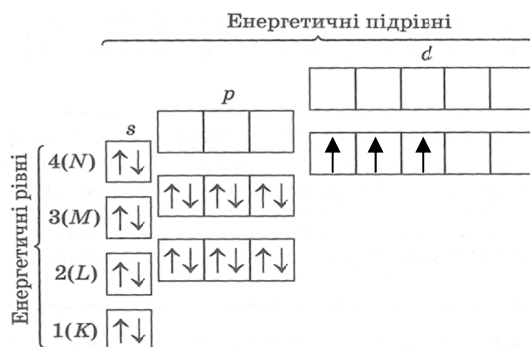 Енергетичні підрівні
d
p
s
4(N)
3(M)
2(L)
1(K)
Енергетичні рівні